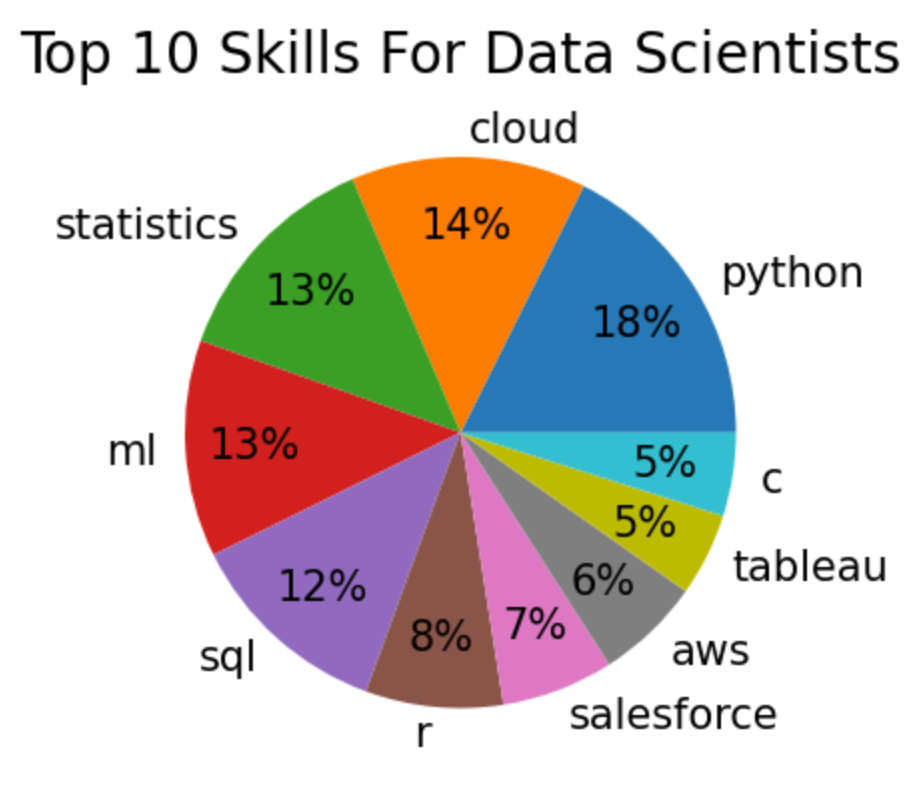 Top 10 Skills For Data Scientists
cloud
14%
statistics
13%
python
18%
ml
13%
5%
c
5%
tableau
sql
12%
8%
r
7%
salesforce
6%
aws